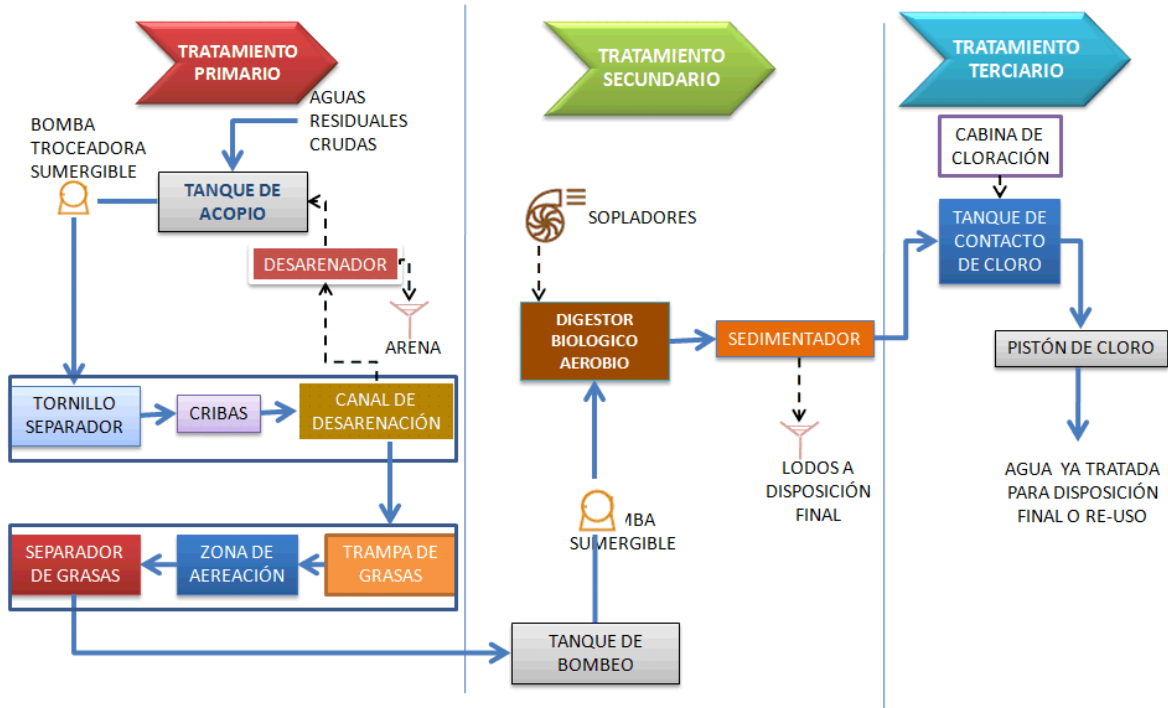 TRATAMIENTO
PRIMARIO
AGUAS
RESIDUALES
CRUDAS
BOMBA
TROCEADORA
SUMERGIBLE
TANQUE DE
ACOPIO
DESARENADOR
ARENA
TORNILLO
SEPARADOR
CRIBAS
CANAL DE
DESARENACIÓN
SEPARADOR
DE GRASAS
ZONA DE
AEREACIÓN
TRAMPA DE
GRASAS
TRATAMIENTO
SECUNDARIO
SOPLADORES
DIGESTOR
BIOLOGICO
AEROBIO
SEDIMENTADOR
LODOS A
DISPOSICIÓN
FINAL
SUMERGIBLE
TANQUE DE
BOMBEO
TRATAMIENTO
TERCIARIO
CABINA DE
CLORACIÓN
TANQUE DE
CONTACTO
DE CLORO
PISTÓN DE CLORO
AGUA YA TRATADA
PARA DISPOSICIÓN
FINAL O RE-USO